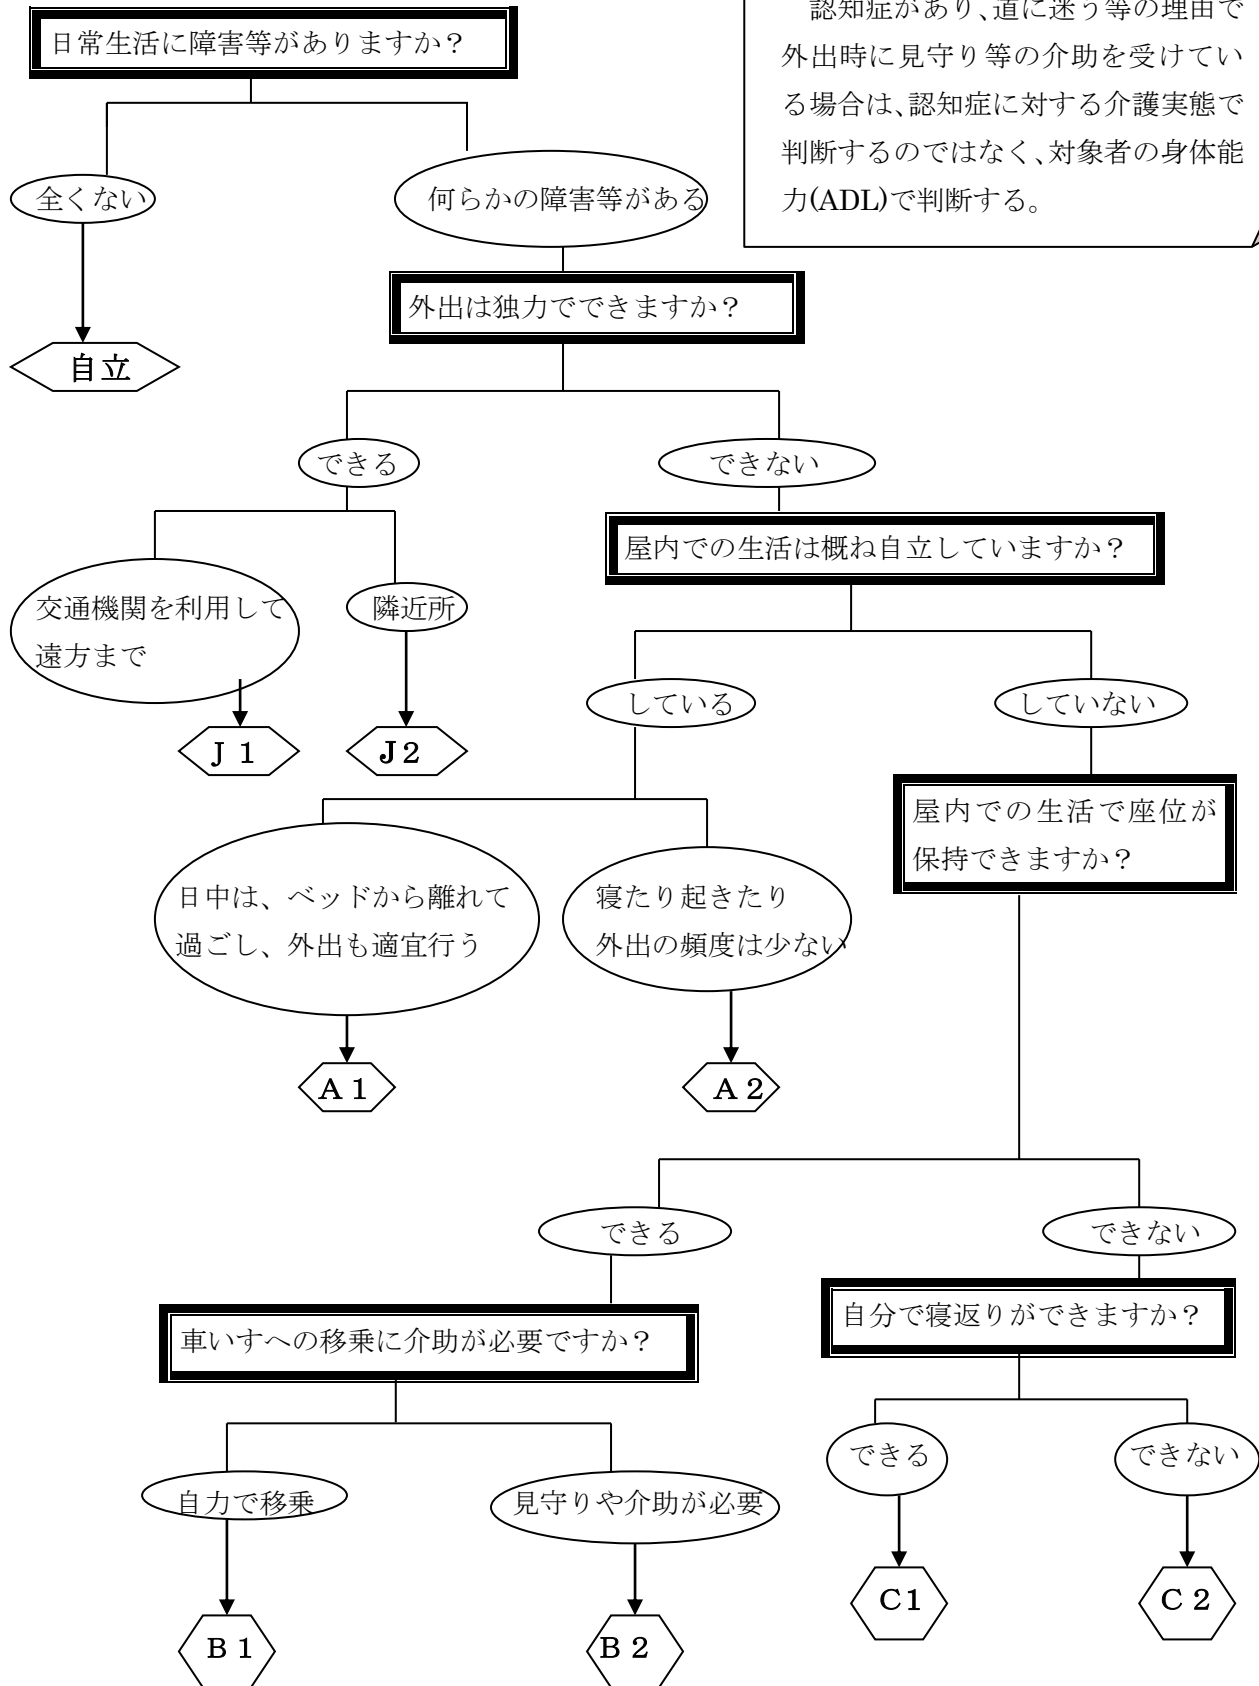 日常生活に障害等がありますか？
認知症があり、道に迷う等の理由で
外出時に見守り等の介助を受けてい
る場合は、認知症に対する介護実態で
判断するのではなく、対象者の身体能
力(ADL)で判断する。
全くない
何らかの障害等がある
外出は独力でできますか？
自立
できる
できない
屋内での生活は概ね自立していますか？
交通機関を利用して
遠方まで
隣近所
している
していない
J 1
J 2
屋内での生活で座位が
保持できますか？
日中は、ベッドから離れて
過ごし、外出も適宜行う
寝たり起きたり
外出の頻度は少ない
A 1
A 2
できる
できない
車いすへの移乗に介助が必要ですか？
自分で寝返りができますか？
自力で移乗
見守りや介助が必要
できる
できない
B 1
B 2
C 1
C 2